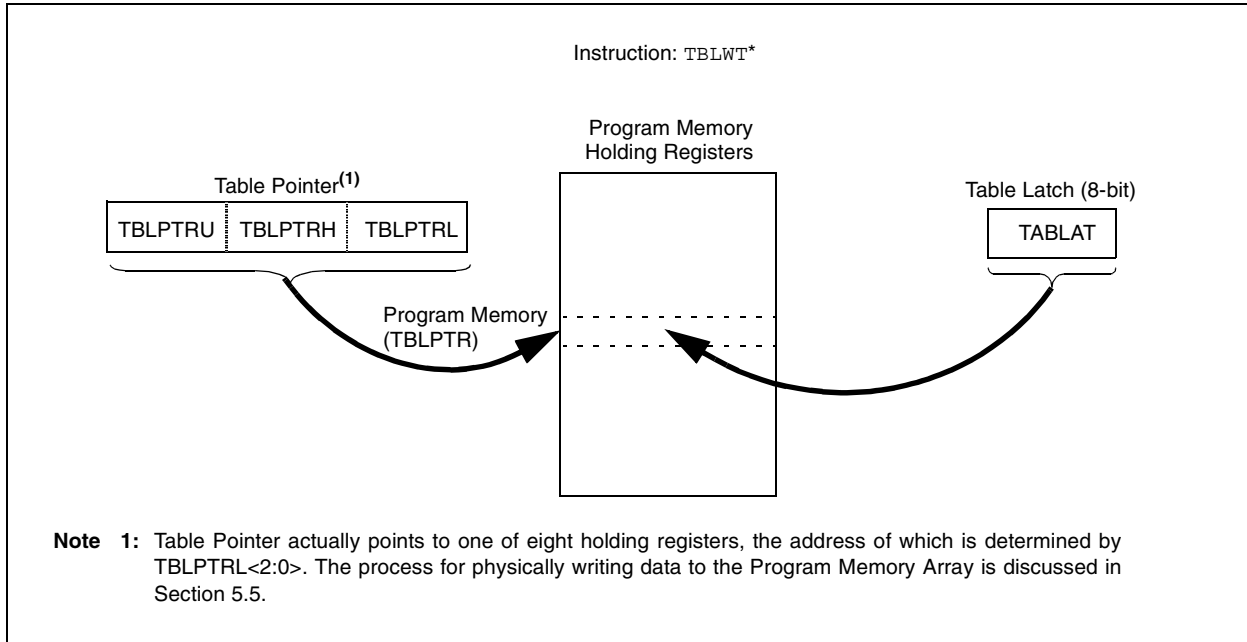 Instruction: TBLWT*
Program Memory
Holding Registers
Table Pointer(1)
Table Latch (8-bit)
TBLPTRU TBLPTRH TBLPTRL
TABLAT
Program Memory
(TBLPTR)
Note 1: Table Pointer actually points to one of eight holding registers, the address of which is determined by
TBLPTRL<2:0>. The process for physically writing data to the Program Memory Array is discussed in
Section 5.5.